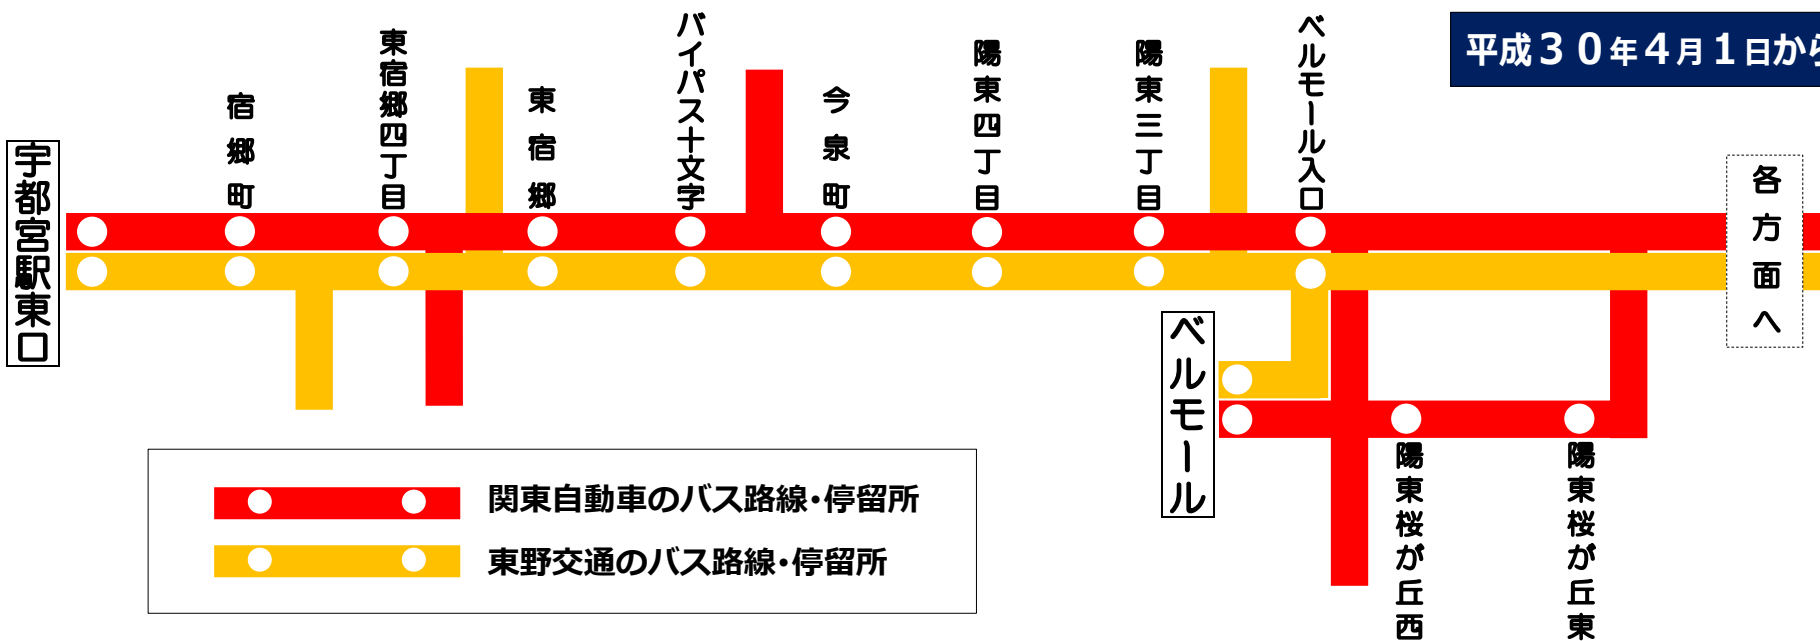 平成３０年４月１日から
宇都宮駅東口
宿郷町
東宿郷四丁目
東宿郷
バイパス十文字
今泉町
陽東四丁目
陽東三丁目
ベルモール入口
各方面へ
ベルモール
陽東桜が丘西
陽東桜が丘東
関東自動車のバス路線・停留所
東野交通のバス路線・停留所